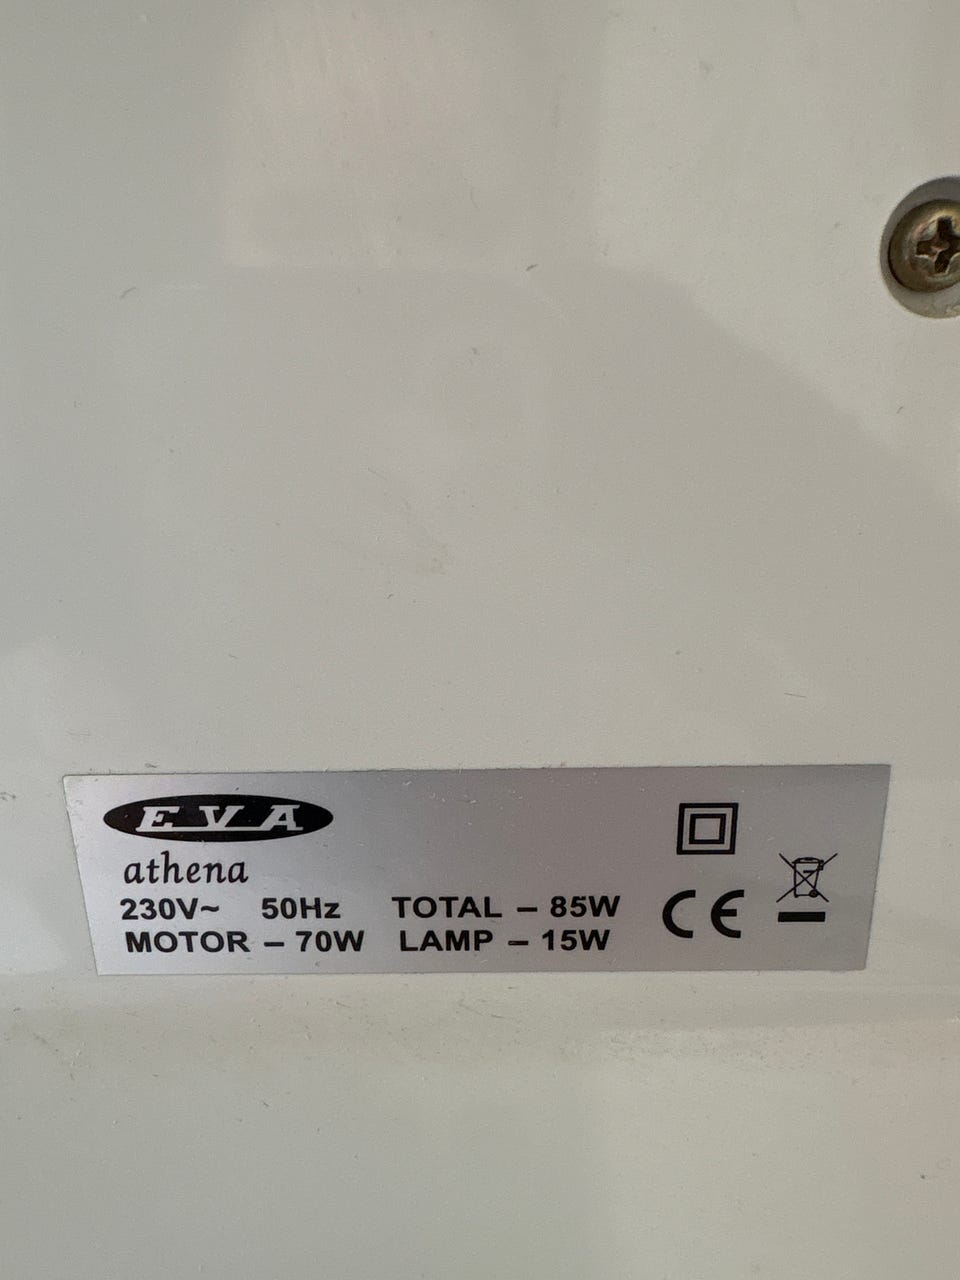 EVA
athena
230V~ 50Hz TOTAL – 85W
MOTOR – 70W LAMP – 15W
CE